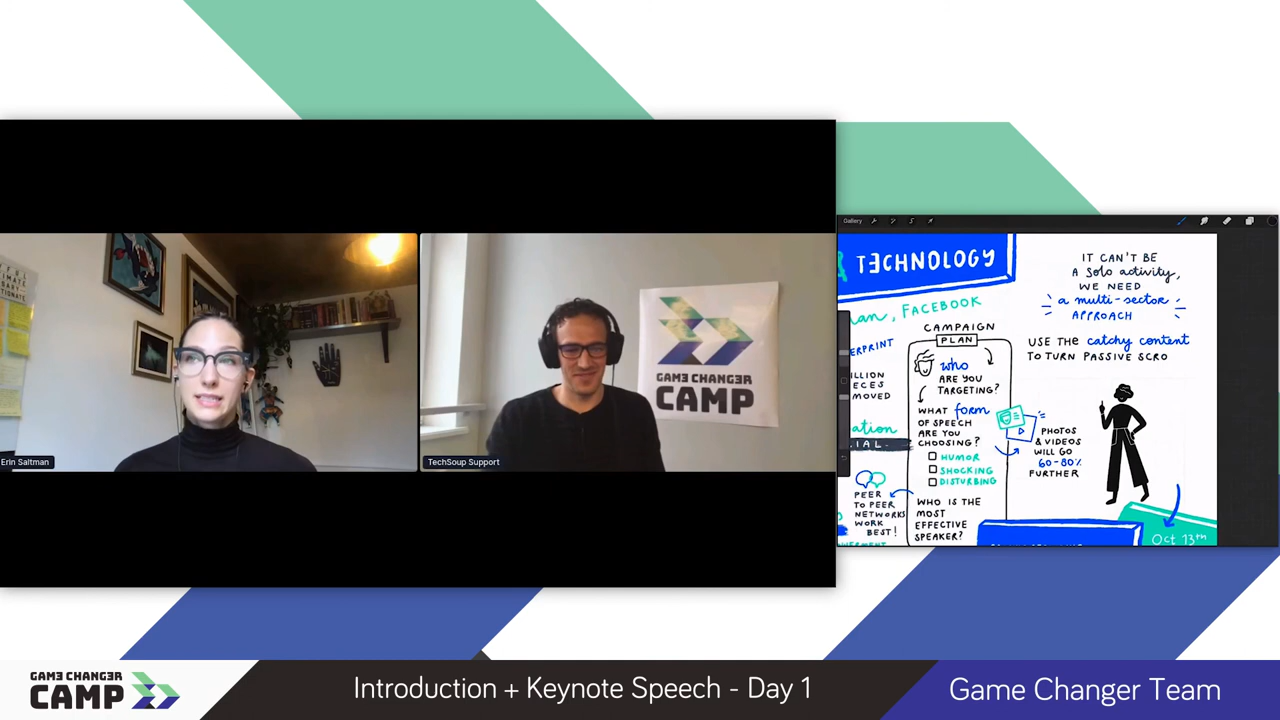 Erin Saltman
TechSoup Support
GAME CHANGER
CAMP
Gallery
TECHNOLOGY
an, FACEBOOK
CAMPAIGN
PLAN
who
ARE YOU
TARGETING?
WHAT form
OF SPEECH
ARE YOU
CHOOSING?
HUMOR
SHOCKING
DISTURBING
WHO IS THE
MOST
EFFECTIVE
SPEAKER?
PEER
TO PEER
NETWORKS
WORK
BEST!
IT CAN'T BE
A solo activity,
WE NEED
a multi-sector
APPROACH
USE THE catchy content
TO TURN PASSIVE SCRO
PHOTOS
& VIDEOS
WILL GO
60-80%
FURTHER
Oct 13th
GAME CHANGER
CAMP
Introduction + Keynote Speech - Day 1
Game Changer Team